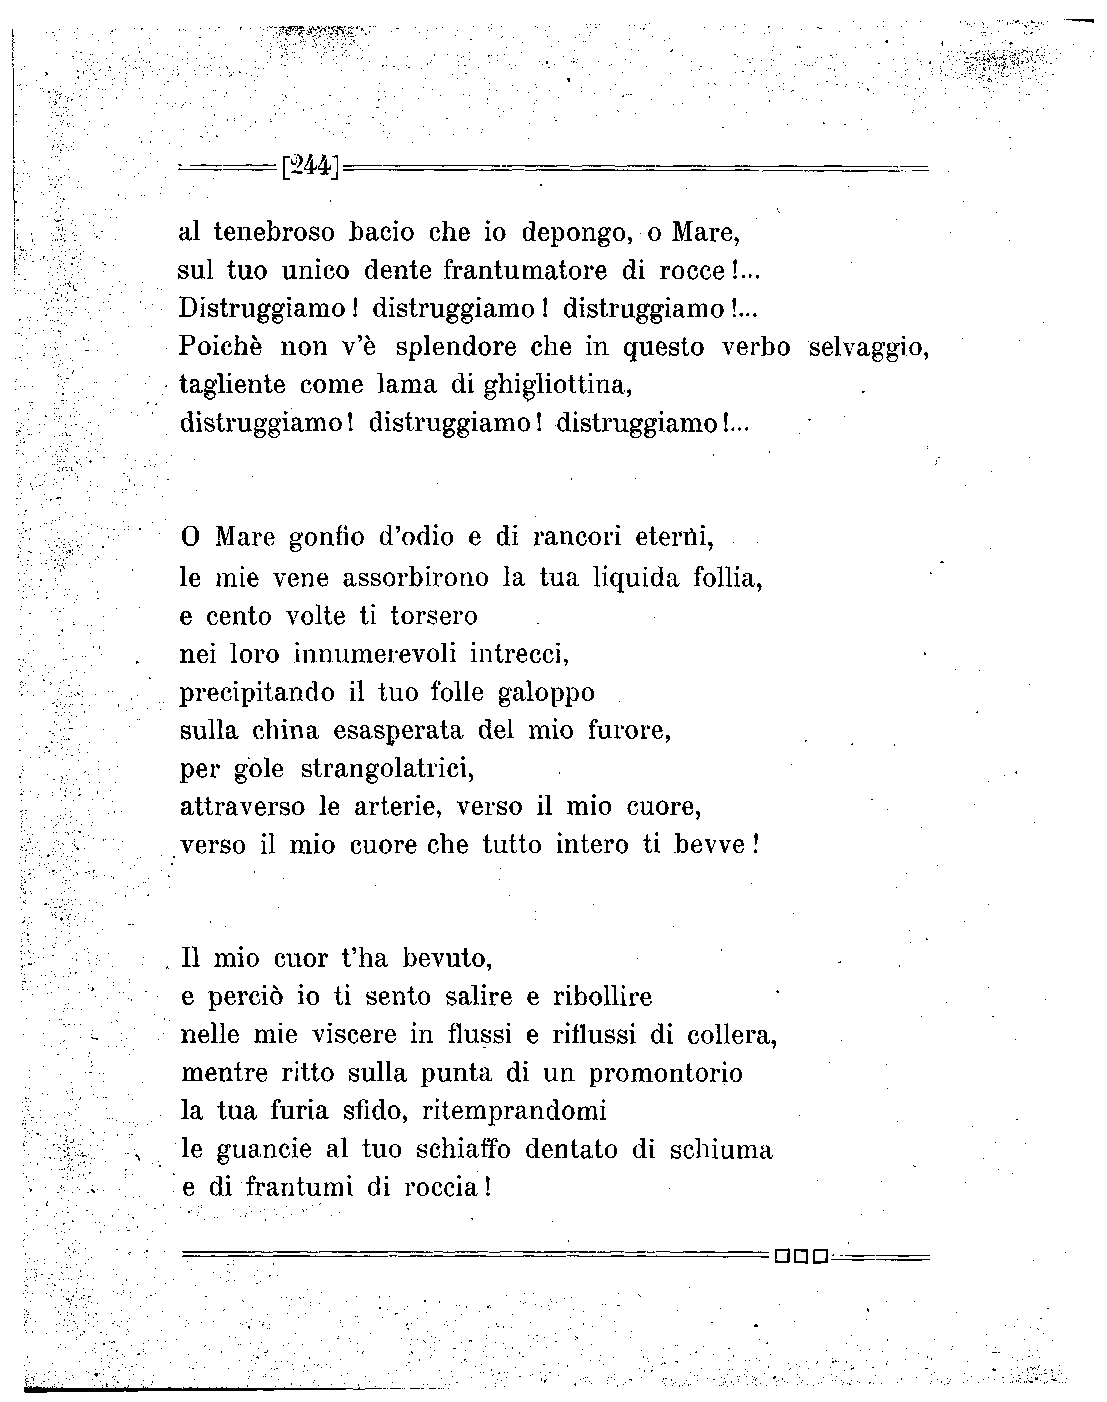 [244]
al tenebroso bacio che io depongo, o Mare,
sul tuo unico dente frantumatore di rocce!...
Distruggiamo! distruggiamo! distruggiamo!...
Poichè non v'è splendore che in questo verbo selvaggio,
tagliente come lama di ghigliottina,
distruggiamo! distruggiamo! distruggiamo!...
O Mare gonfio d'odio e di rancori eterni,
le mie vene assorbirono la tua liquida follia,
e cento volte ti torsero
nei loro innumerevoli intrecci,
precipitando il tuo folle galoppo
sulla china esasperata del mio furore,
per gole strangolatrici,
attraverso le arterie, verso il mio cuore,
verso il mio cuore che tutto intero ti bevve!
Il mio cuor t'ha bevuto,
e perciò io ti sento salire e ribollire
nelle mie viscere in flussi e riflussi di collera,
mentre ritto sulla punta di un promontorio
la tua furia sfido, ritemprandomi
le guancie al tuo schiaffo dentato di schiuma
e di frantumi di roccia!